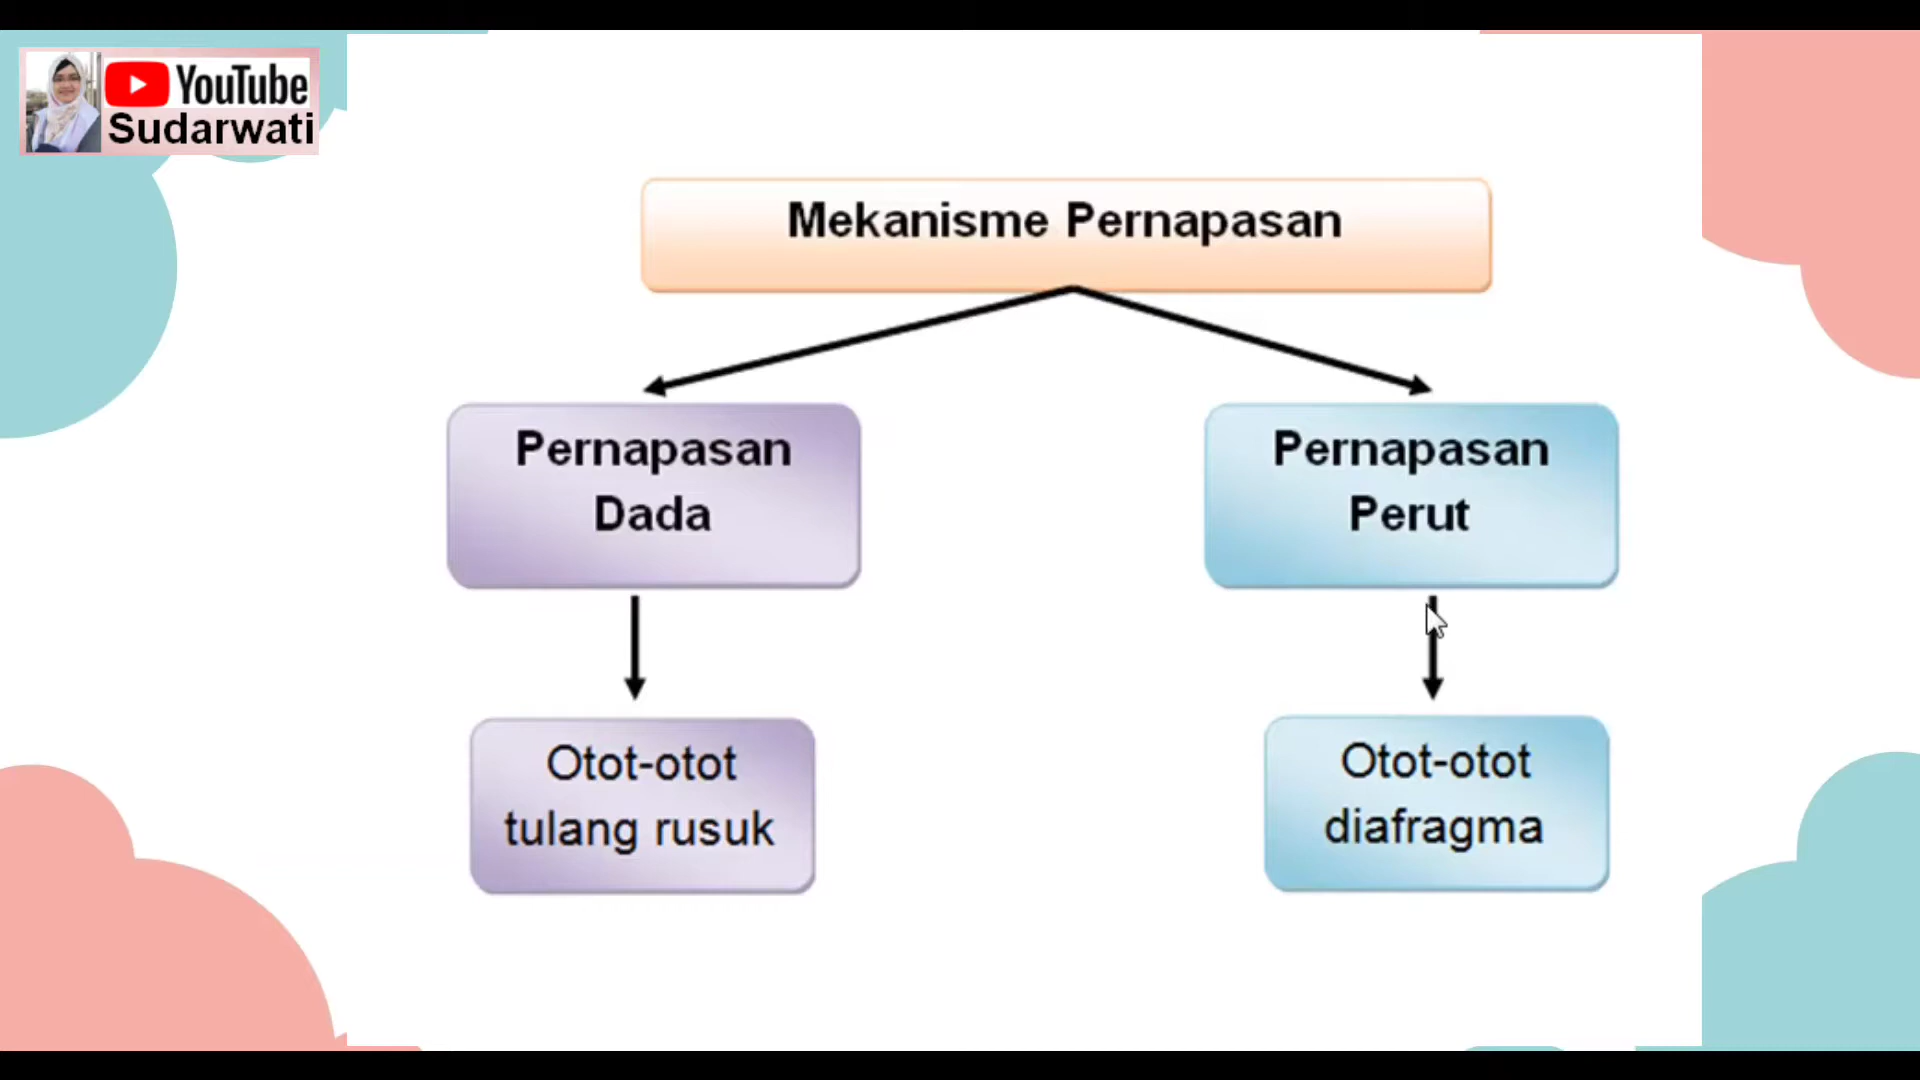 YouTube
Sudarwati
Mekanisme Pernapasan
Pernapasan
Dada
Pernapasan
Perut
Otot-otot
tulang rusuk
Otot-otot
diafragma